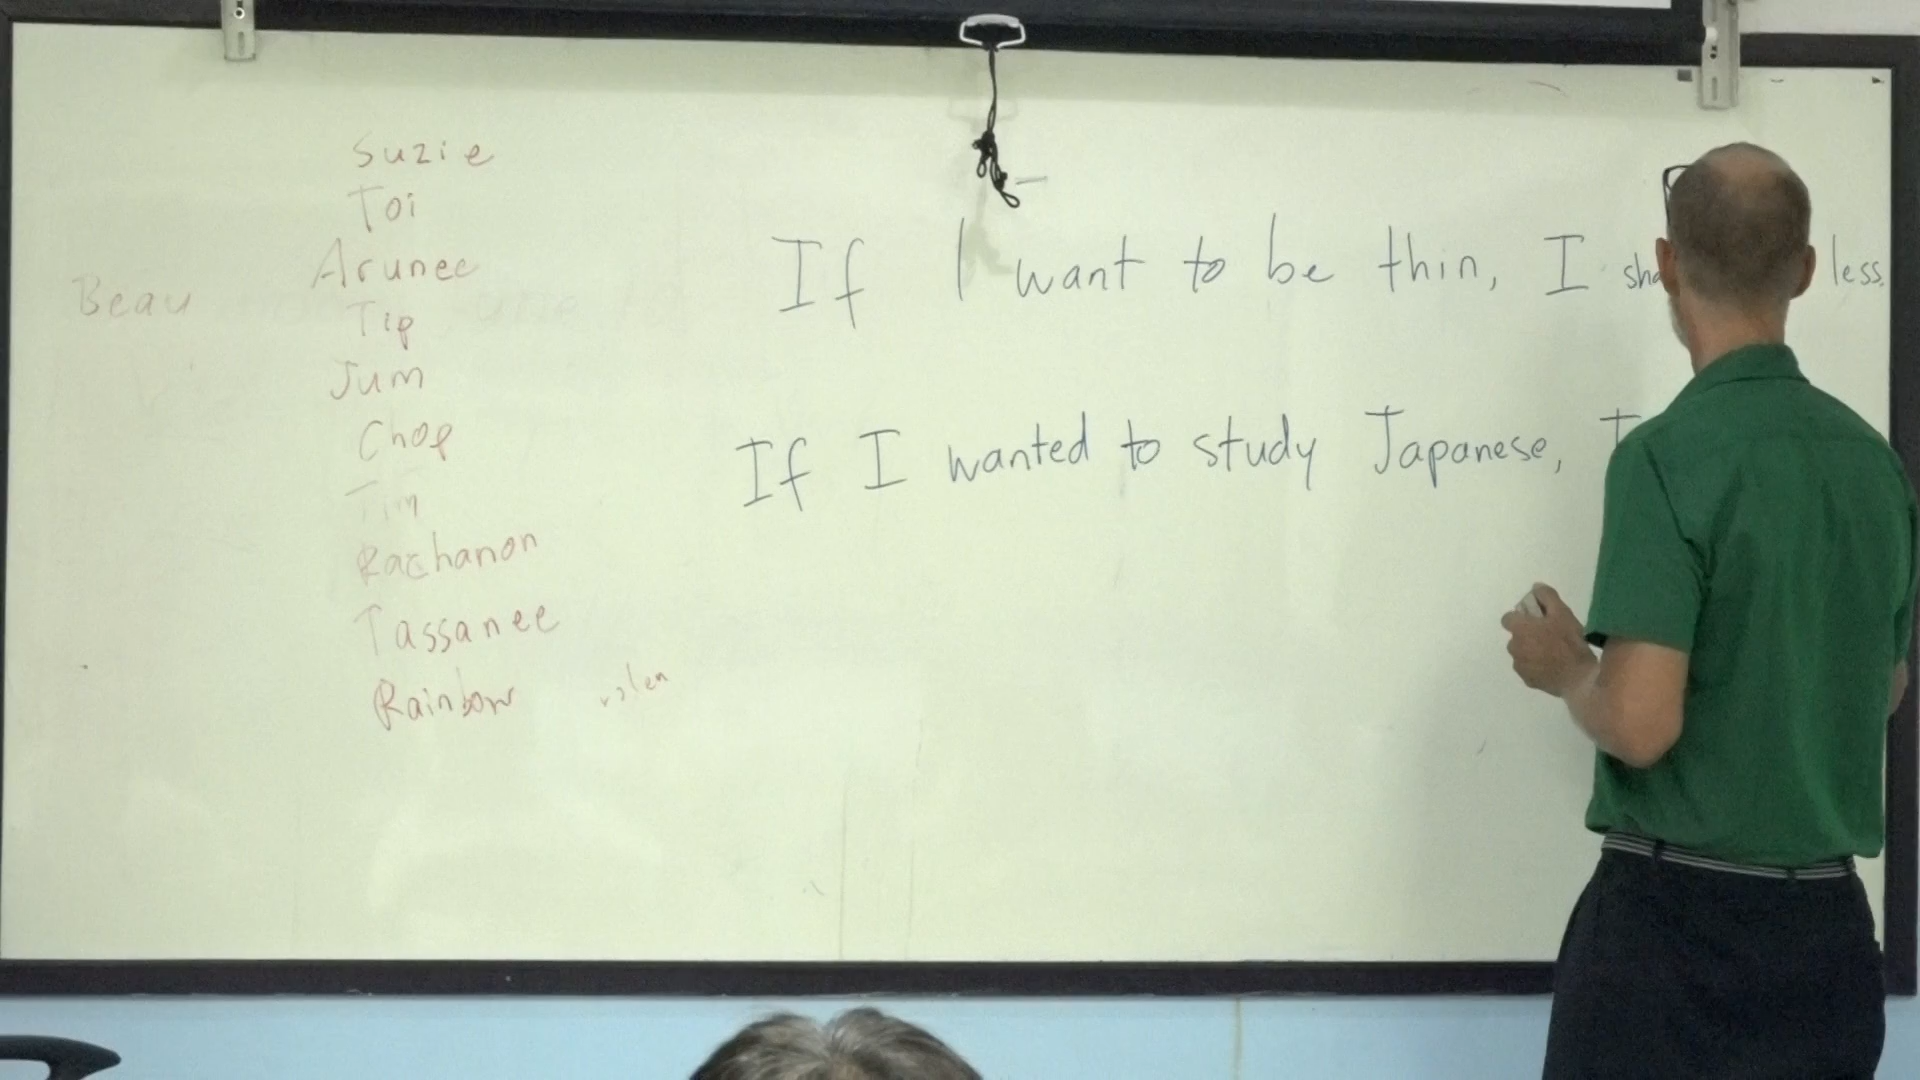 Suzie
Toi
Arunee
Beau
Tip
Jum
Chop
Tim
Rachanon
Tassanee
Rainbow
If I want to be thin, I less.
If I wanted to study Japanese, I